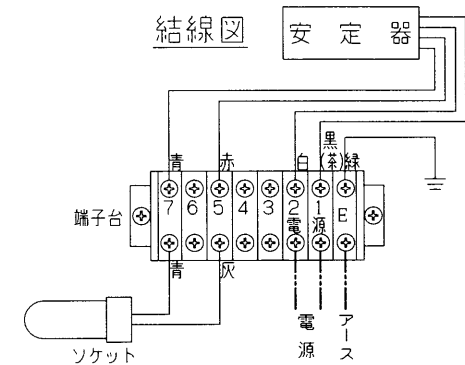 結線図
安定器
青 赤 白 黒(茶) 緑
端子台
7 6 5 4 3 2 1 E
電源
青 灰
電源 アース
ソケット